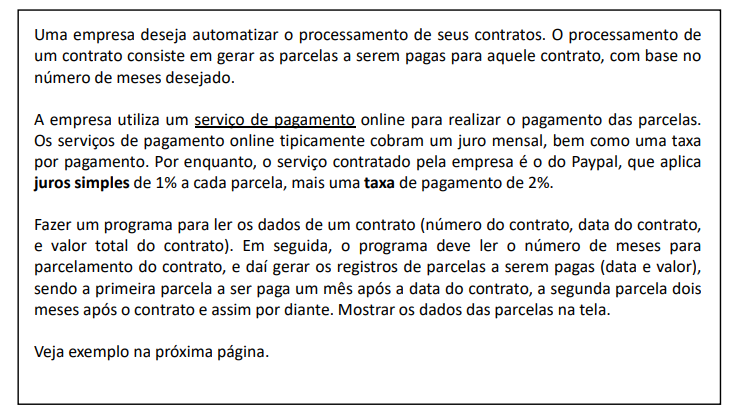 Uma empresa deseja automatizar o processamento de seus contratos. O processamento de
um contrato consiste em gerar as parcelas a serem pagas para aquele contrato, com base no
número de meses desejado.
A empresa utiliza um serviço de pagamento online para realizar o pagamento das parcelas.
Os serviços de pagamento online tipicamente cobram um juro mensal, bem como uma taxa
por pagamento. Por enquanto, o serviço contratado pela empresa é o do Paypal, que aplica
juros simples de 1% a cada parcela, mais uma taxa de pagamento de 2%.
Fazer um programa para ler os dados de um contrato (número do contrato, data do contrato,
e valor total do contrato). Em seguida, o programa deve ler o número de meses para
parcelamento do contrato, e daí gerar os registros de parcelas a serem pagas (data e valor),
sendo a primeira parcela a ser paga um mês após a data do contrato, a segunda parcela dois
meses após o contrato e assim por diante. Mostrar os dados das parcelas na tela.
Veja exemplo na próxima página.